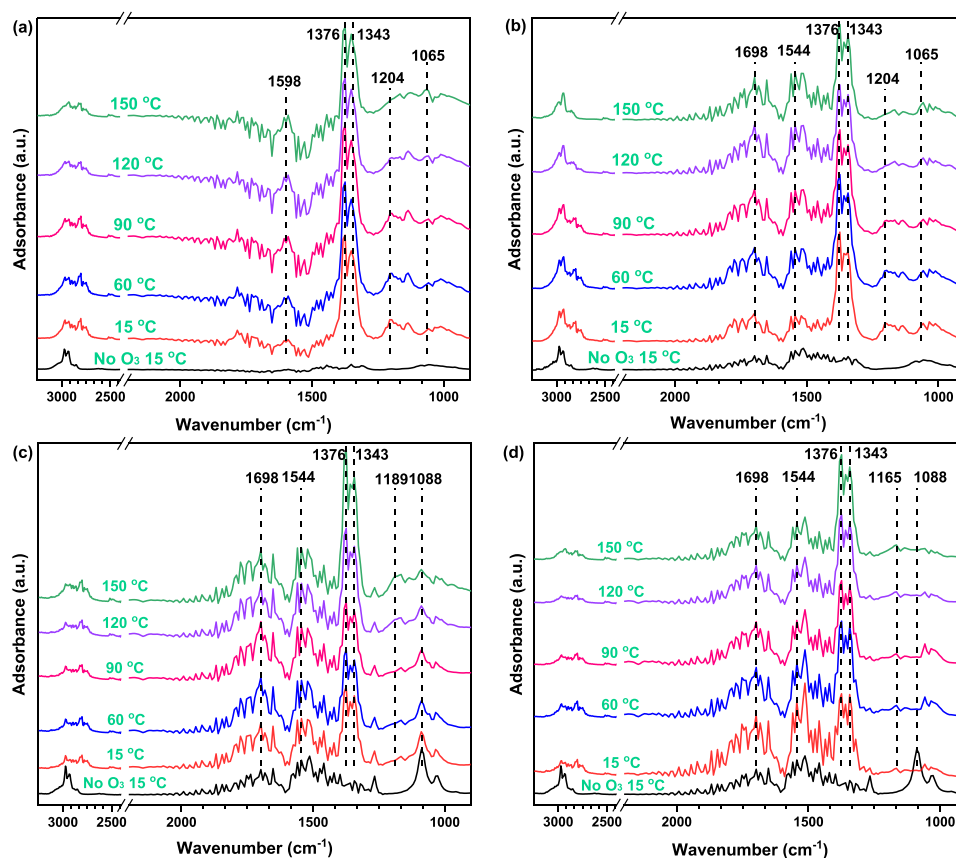 (a)
1376 1343
1065
1598
1204
150 °C
120 °C
90 °C
60 °C
15 °C
No O₃ 15 °C
Adsorbance (a.u.)
3000 2500 2000 1500 1000
Wavenumber (cm⁻¹)
(b)
1376 1343
1698 1544 1065
1204
150 °C
120 °C
90 °C
60 °C
15 °C
No O₃ 15 °C
Adsorbance (a.u.)
3000 2500 2000 1500 1000
Wavenumber (cm⁻¹)
(c)
1376 1343
1698 1544 1189 1088
150 °C
120 °C
90 °C
60 °C
15 °C
No O₃ 15 °C
Adsorbance (a.u.)
3000 2500 2000 1500 1000
Wavenumber (cm⁻¹)
(d)
1376 1343
1698 1544 1165 1088
150 °C
120 °C
90 °C
60 °C
15 °C
No O₃ 15 °C
Adsorbance (a.u.)
3000 2500 2000 1500 1000
Wavenumber (cm⁻¹)